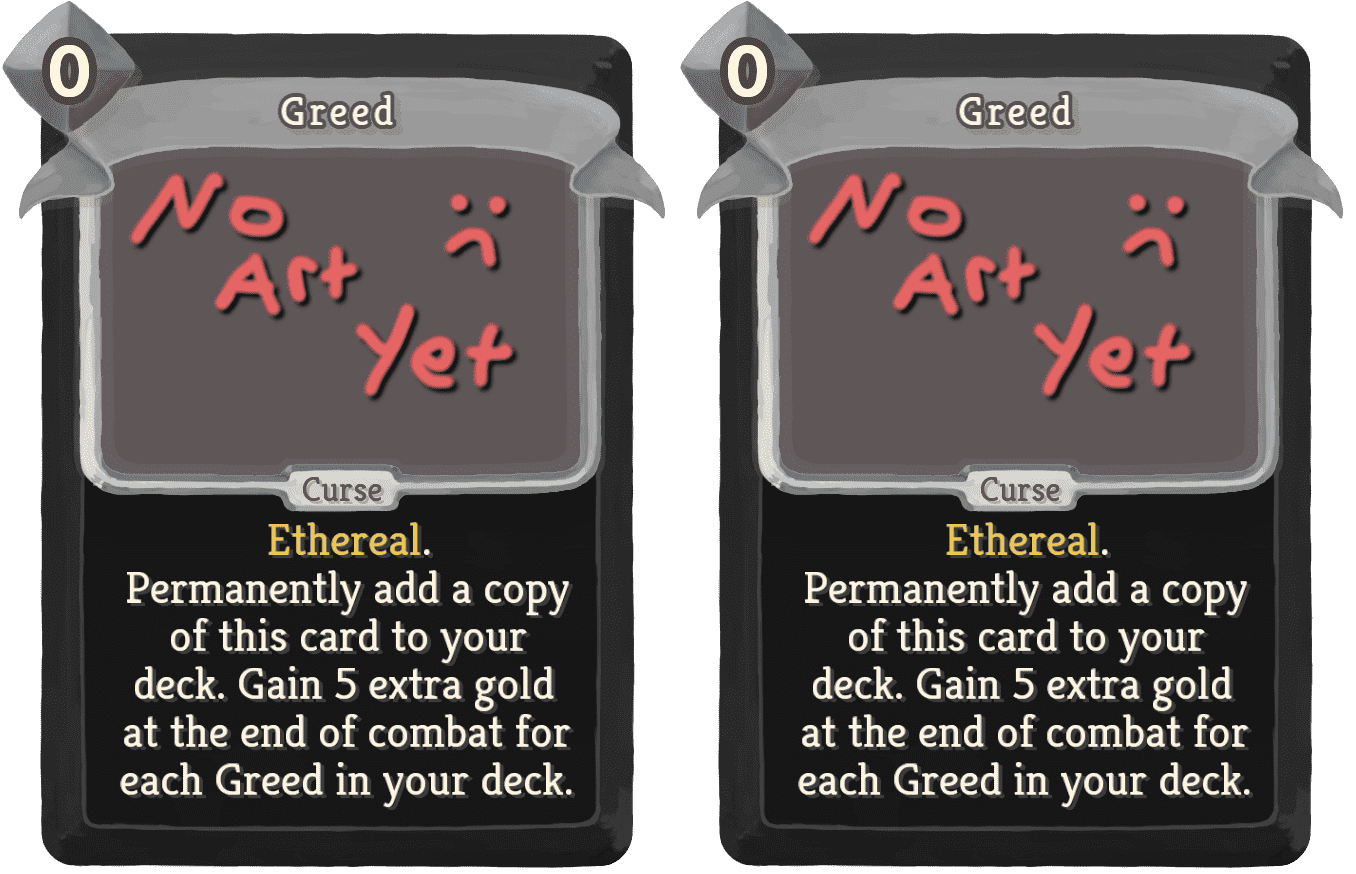 0
Greed
No
Art
Yet
:(
Curse
Ethereal.
Permanently add a copy
of this card to your
deck. Gain 5 extra gold
at the end of combat for
each Greed in your deck.
0
Greed
No
Art
Yet
:(
Curse
Ethereal.
Permanently add a copy
of this card to your
deck. Gain 5 extra gold
at the end of combat for
each Greed in your deck.